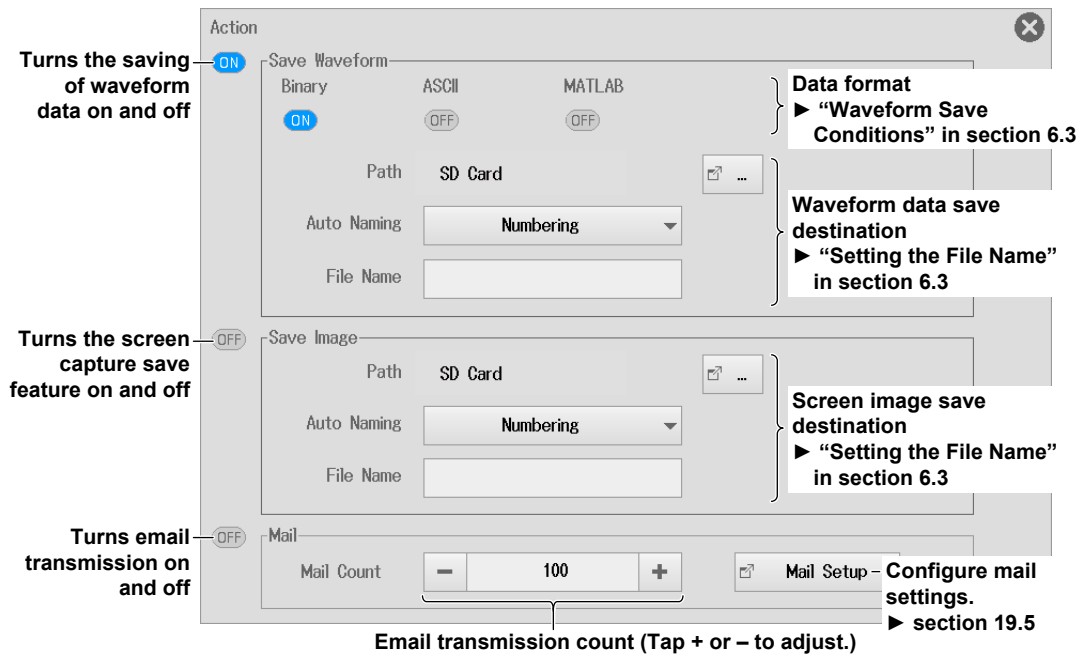 Action
Turns the saving
of waveform
data on and off
ON
Save Waveform
Binary
ASCII
MATLAB
ON
OFF
OFF
Data format
► “Waveform Save
Conditions” in section 6.3
Path
SD Card
...
Auto Naming
Numbering
File Name
Waveform data save
destination
► “Setting the File Name”
in section 6.3
Turns the screen
capture save
feature on and off
OFF
Save Image
Path
SD Card
...
Auto Naming
Numbering
File Name
Screen image save
destination
► “Setting the File Name”
in section 6.3
Turns email
transmission on
and off
OFF
Mail
Mail Count
− 100 +
Mail Setup
Configure mail
settings.
► section 19.5
Email transmission count (Tap + or – to adjust.)